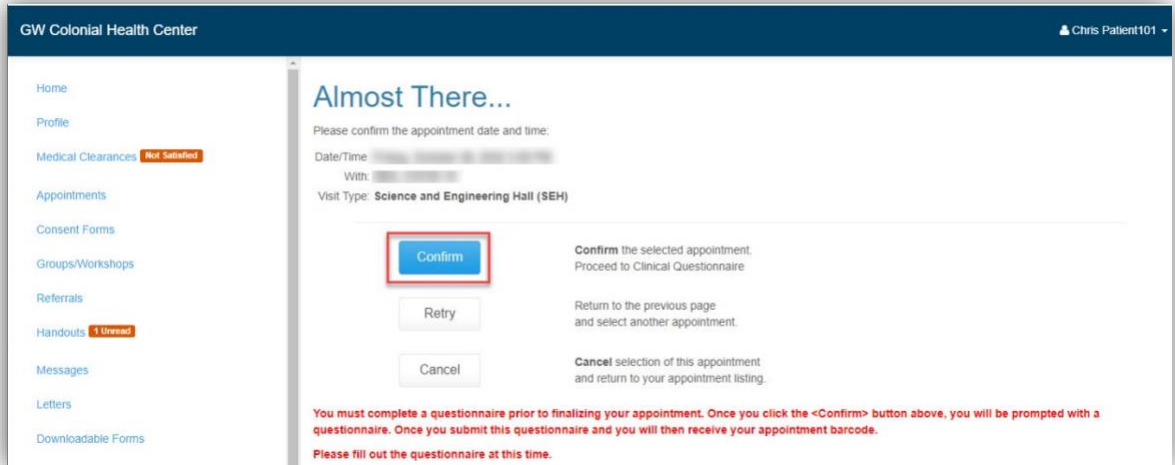 GW Colonial Health Center
Chris Patient101
Home
Profile
Medical Clearances Not Satisfied
Appointments
Consent Forms
Groups/Workshops
Referrals
Handouts 1 Unread
Messages
Letters
Downloadable Forms
Almost There...
Please confirm the appointment date and time:
Date/Time
With:
Visit Type: Science and Engineering Hall (SEH)
Confirm
Confirm the selected appointment.
Proceed to Clinical Questionnaire
Retry
Return to the previous page
and select another appointment.
Cancel
Cancel selection of this appointment
and return to your appointment listing.
You must complete a questionnaire prior to finalizing your appointment. Once you click the <Confirm> button above, you will be prompted with a
questionnaire. Once you submit this questionnaire and you will then receive your appointment barcode.
Please fill out the questionnaire at this time.